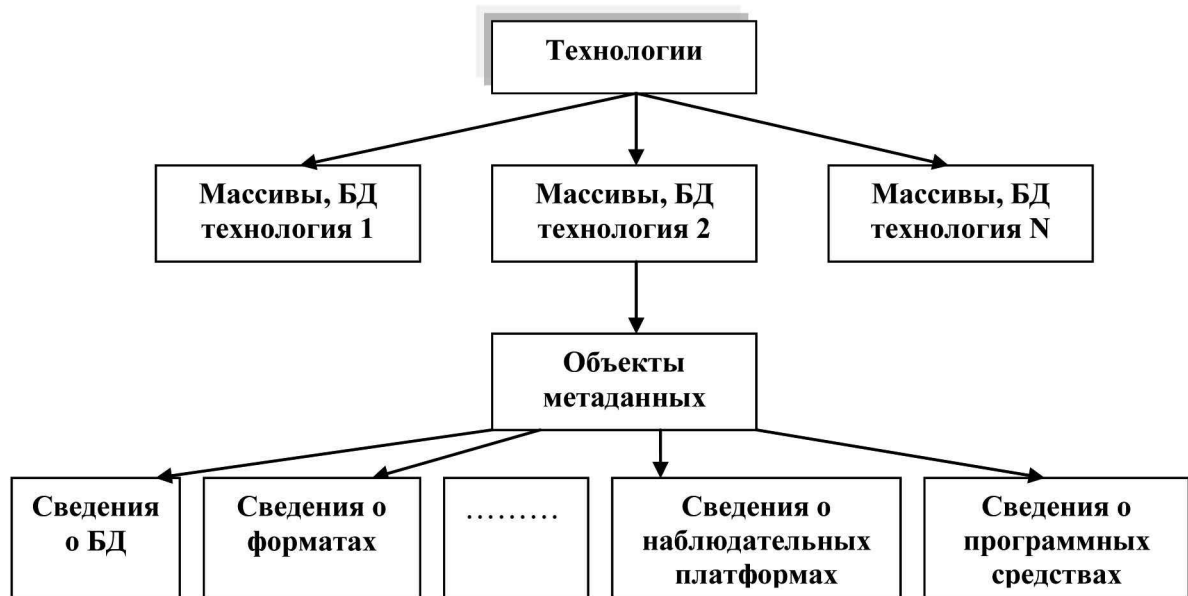 Технологии
Массивы, БД
технология 1
Массивы, БД
технология 2
Массивы, БД
технология N
Объекты
метаданных
Сведения
о БД
Сведения о
форматах
………
Сведения о
наблюдательных
платформах
Сведения о
программных
средствах